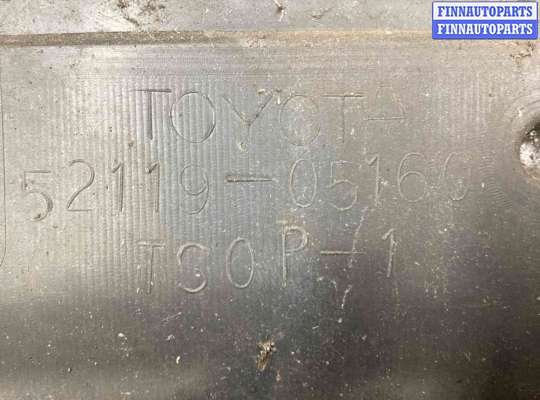 FINNAUTOPARTS
FINNAUTOPARTS
TOYOTA
52119-05160
TSOP-1